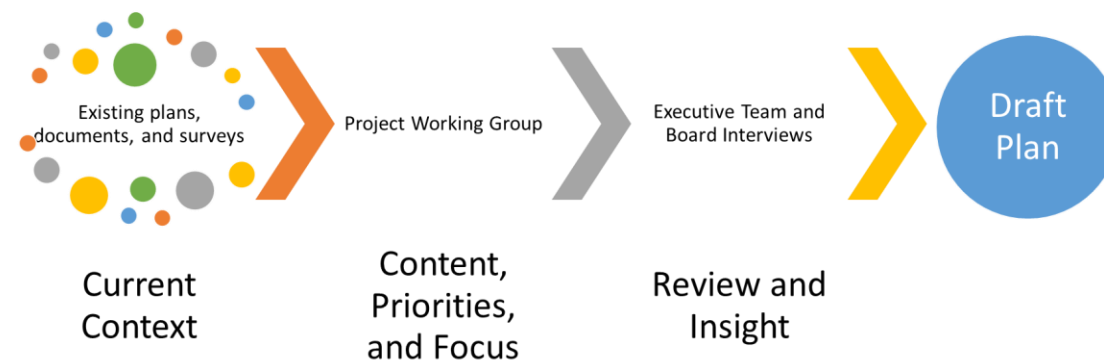 Existing plans,
documents, and surveys
Project Working Group
Executive Team and
Board Interviews
Draft
Plan
Current
Context
Content,
Priorities,
and Focus
Review and
Insight